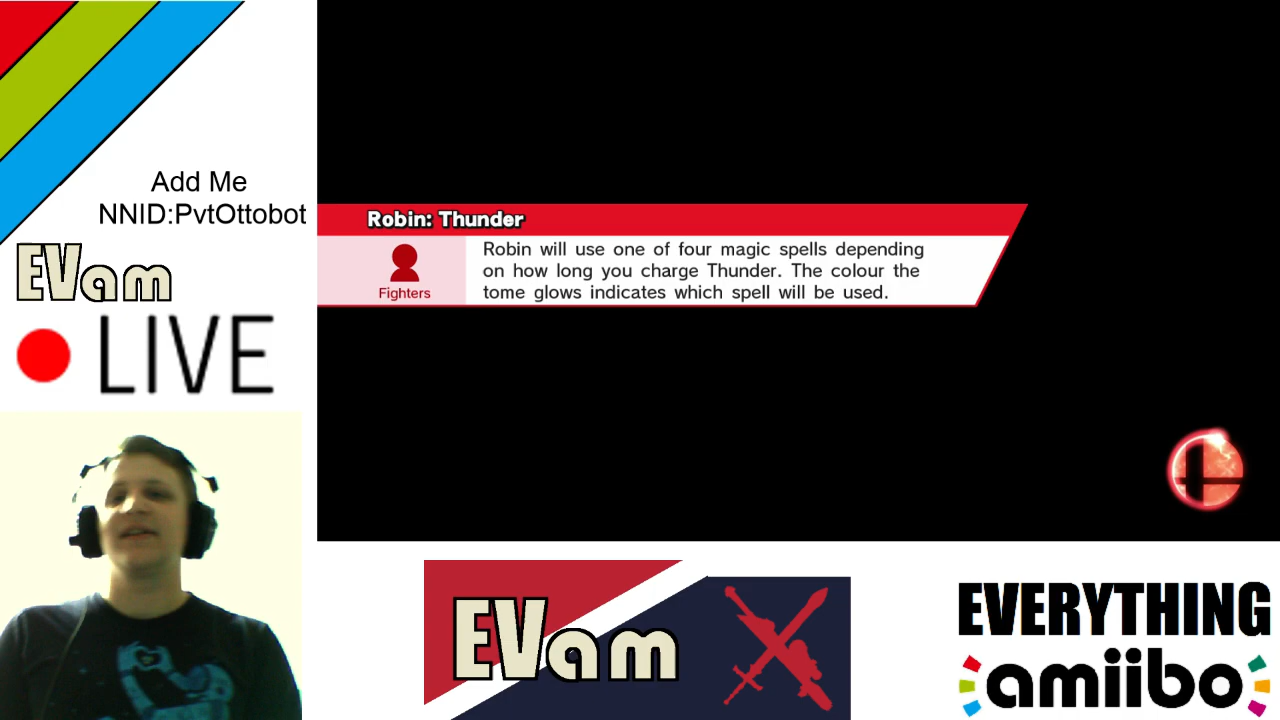 Add Me
NNID:PvtOttobot
EVam
LIVE
Robin: Thunder
Fighters
Robin will use one of four magic spells depending
on how long you charge Thunder. The colour the
tome glows indicates which spell will be used.
EVam
EVERYTHING
amiibo